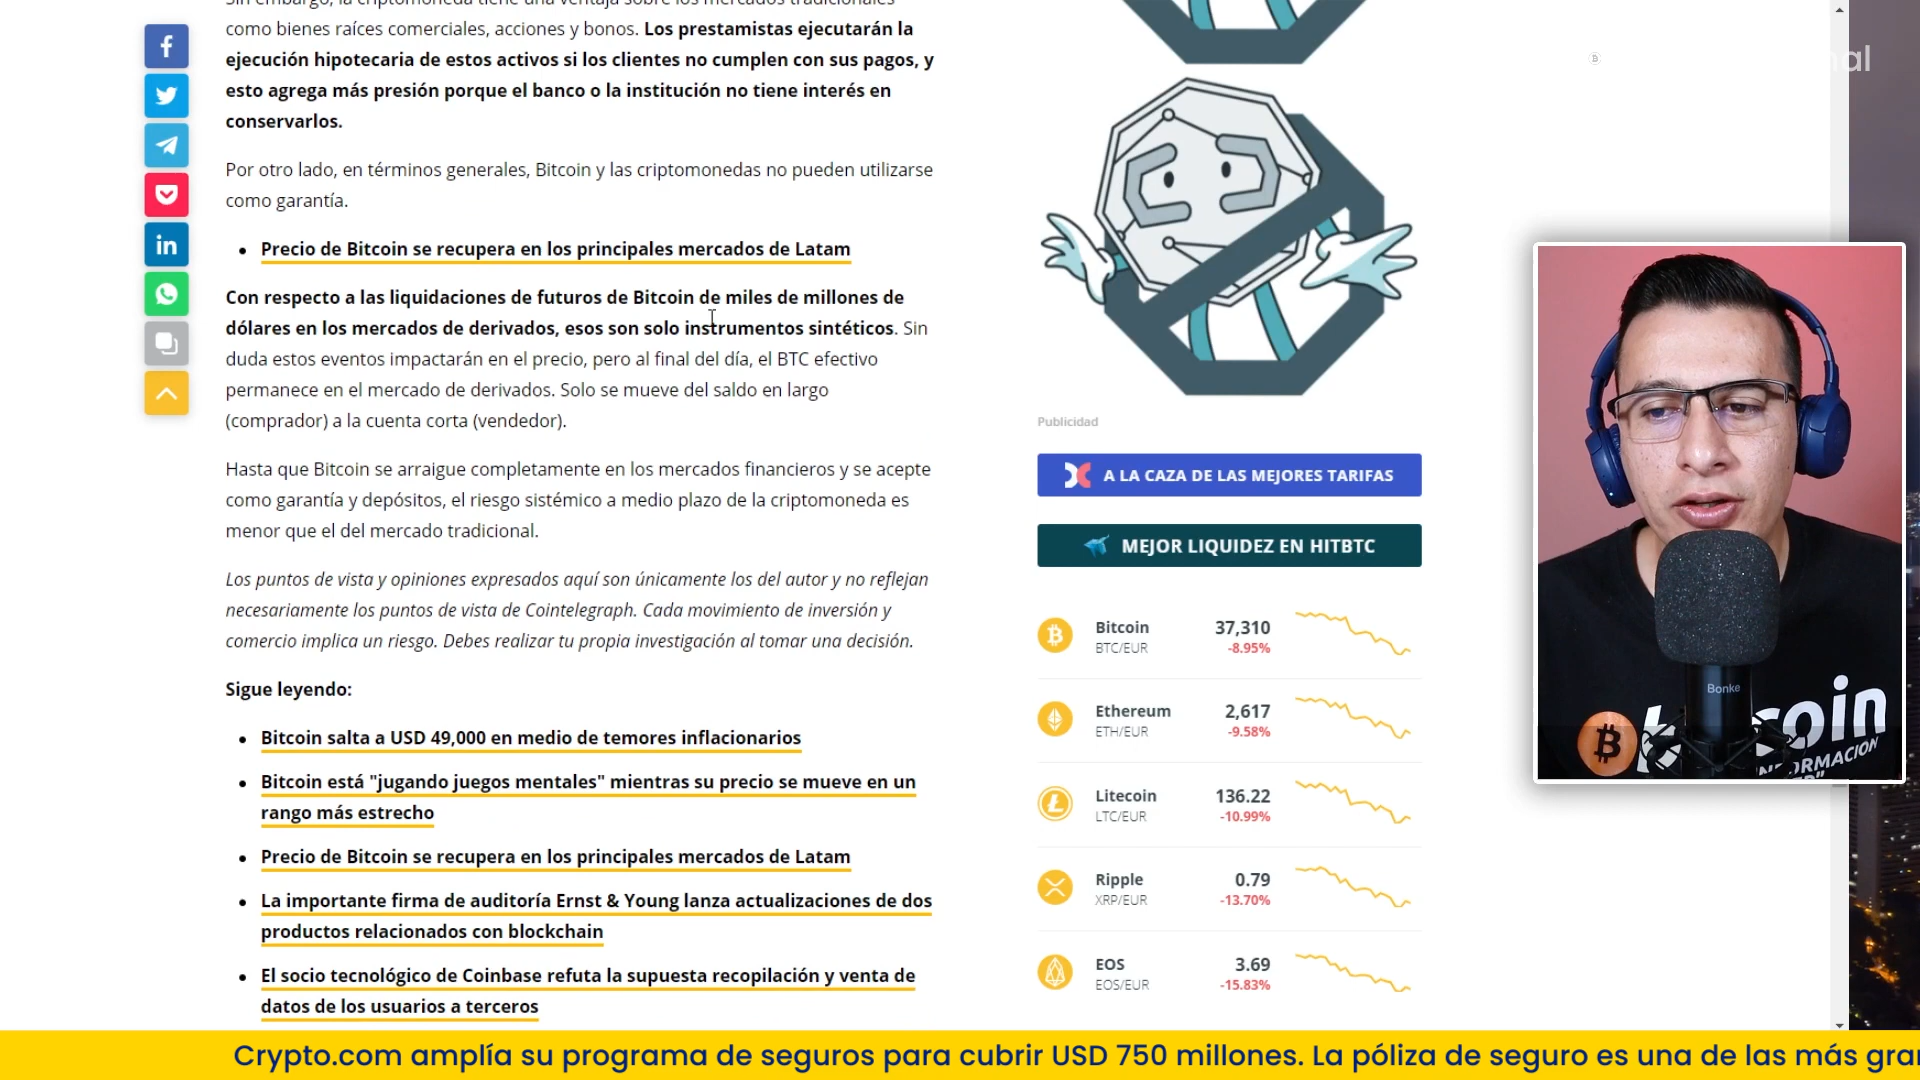 como bienes raíces comerciales, acciones y bonos. Los prestamistas ejecutarán la
ejecución hipotecaria de estos activos si los clientes no cumplen con sus pagos, y
esto agrega más presión porque el banco o la institución no tiene interés en
conservarlos.
Por otro lado, en términos generales, Bitcoin y las criptomonedas no pueden utilizarse
como garantía.
Precio de Bitcoin se recupera en los principales mercados de Latam
Con respecto a las liquidaciones de futuros de Bitcoin de miles de millones de
dólares en los mercados de derivados, esos son solo instrumentos sintéticos. Sin
duda estos eventos impactarán en el precio, pero al final del día, el BTC efectivo
permanece en el mercado de derivados. Solo se mueve del saldo en largo
(comprador) a la cuenta corta (vendedor).
Hasta que Bitcoin se arraigue completamente en los mercados financieros y se acepte
como garantía y depósitos, el riesgo sistémico a medio plazo de la criptomoneda es
menor que el del mercado tradicional.
Los puntos de vista y opiniones expresados aquí son únicamente los del autor y no reflejan
necesariamente los puntos de vista de Cointelegraph. Cada movimiento de inversión y
comercio implica un riesgo. Debes realizar tu propia investigación al tomar una decisión.
Sigue leyendo:
Bitcoin salta a USD 49,000 en medio de temores inflacionarios
Bitcoin está "jugando juegos mentales" mientras su precio se mueve en un
rango más estrecho
Precio de Bitcoin se recupera en los principales mercados de Latam
La importante firma de auditoría Ernst & Young lanza actualizaciones de dos
productos relacionados con blockchain
El socio tecnológico de Coinbase refuta la supuesta recopilación y venta de
datos de los usuarios a terceros
Publicidad
A LA CAZA DE LAS MEJORES TARIFAS
MEJOR LIQUIDEZ EN HITBTC
Bitcoin 37,310
BTC/EUR -8.95%
Ethereum 2,617
ETH/EUR -9.58%
Litecoin 136.22
LTC/EUR -10.99%
Ripple 0.79
XRP/EUR -13.70%
EOS 3.69
EOS/EUR -15.83%
nal
Bonke
coin
Crypto.com amplía su programa de seguros para cubrir USD 750 millones. La póliza de seguro es una de las más gra